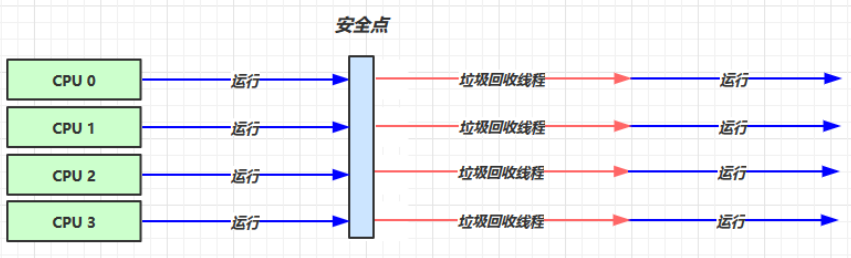 安全点
CPU 0 运行 垃圾回收线程 运行
CPU 1 运行 垃圾回收线程 运行
CPU 2 运行 垃圾回收线程 运行
CPU 3 运行 垃圾回收线程 运行